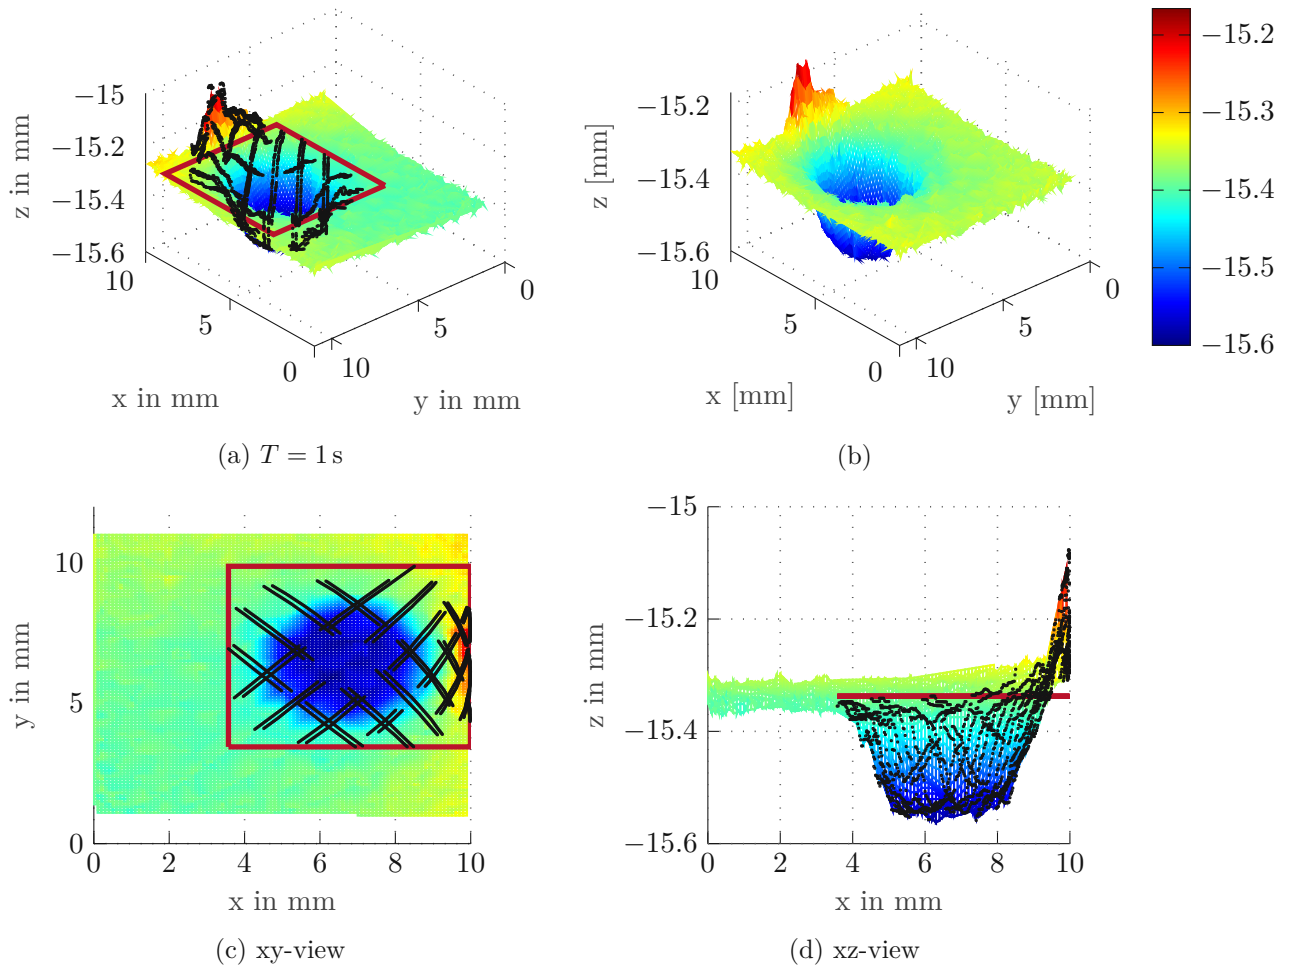 −15
−15.2
−15.4
−15.6
z in mm
10
5
0
x in mm
10
5
0
y in mm
(a) T = 1 s
−15.2
−15.4
−15.6
z [mm]
10
5
0
x [mm]
10
5
0
y [mm]
(b)
−15.2
−15.3
−15.4
−15.5
−15.6
10
5
0
y in mm
0 2 4 6 8 10
x in mm
(c) xy-view
−15
−15.2
−15.4
−15.6
z in mm
0 2 4 6 8 10
x in mm
(d) xz-view